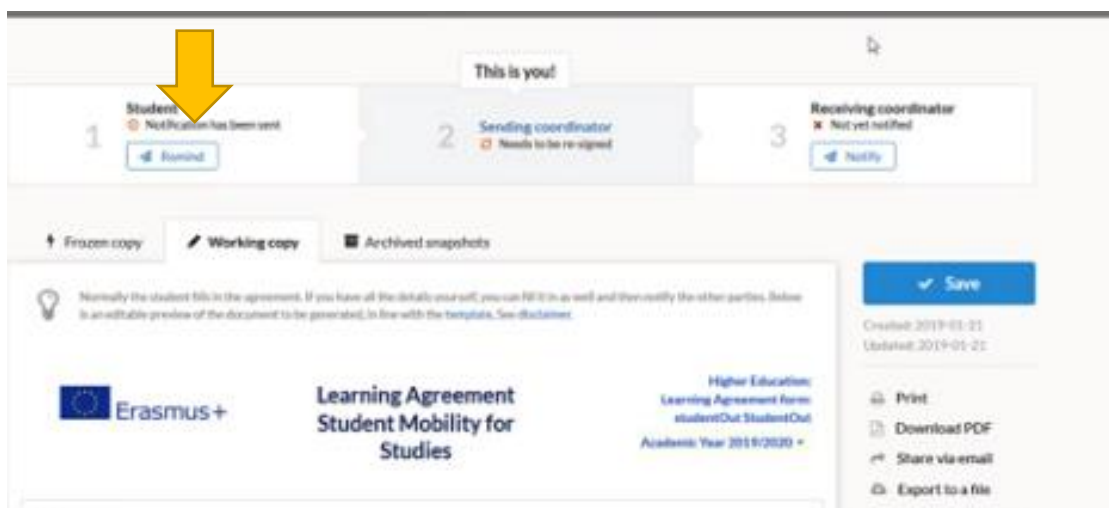 This is you!
1
Student
Notification has been sent
Remind
2
Sending coordinator
Needs to be re-signed
3
Receiving coordinator
Not yet notified
Notify
Frozen copy
Working copy
Archived snapshots
Normally the student fills in the agreement. If you have all the details yourself, you can fill it in as well and then notify the other parties. Below
is an editable preview of the document to be generated, in line with the template. See disclaimer.
Save
Created: 2019-01-21
Updated: 2019-01-21
Erasmus+
Learning Agreement
Student Mobility for
Studies
Higher Education:
Learning Agreement form:
studentOut StudentOut
Academic Year 2019/2020
Print
Download PDF
Share via email
Export to a file